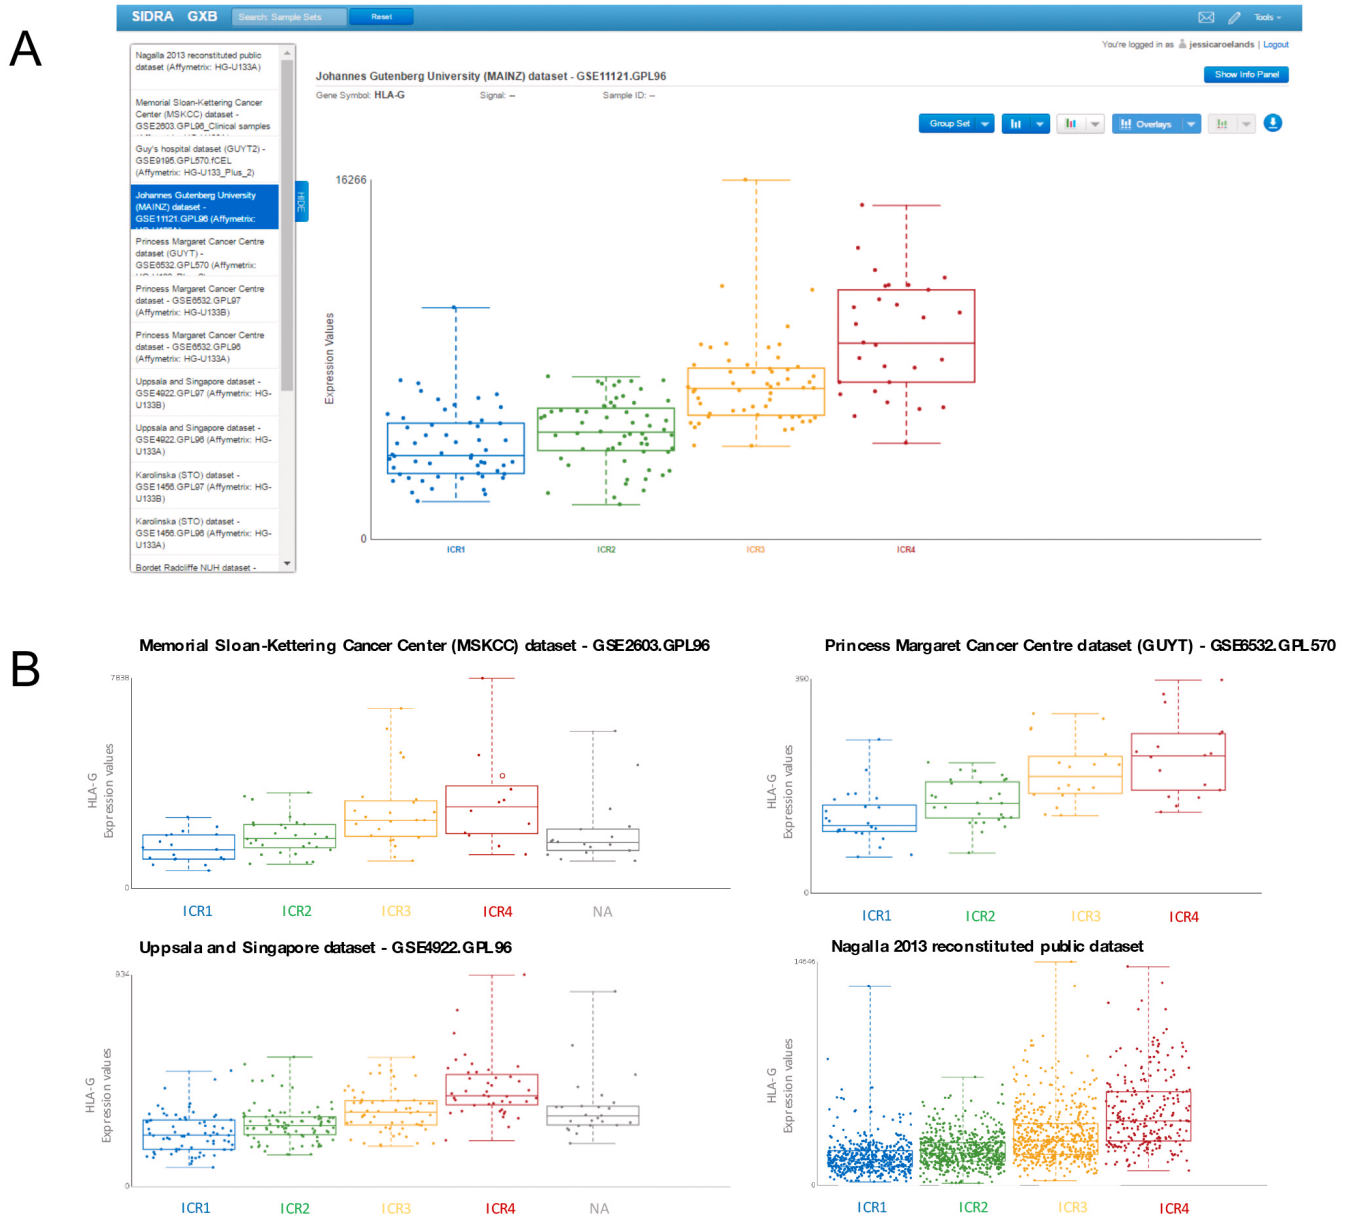 A
SIDRA GXB Search: Sample Sets Reset Tools
You're logged in as jessicaroelands | Logout
Nagalla 2013 reconstituted public
dataset (Affymetrix: HG-U133A)
Memorial Sloan-Kettering Cancer
Center (MSKCC) dataset -
GSE2603.GPL96_Clinical samples
Guy's hospital dataset (GUYT2) -
GSE9195.GPL570.fCEL
(Affymetrix: HG-U133_Plus_2)
Johannes Gutenberg University
(MAINZ) dataset -
GSE11121.GPL96 (Affymetrix:
Princess Margaret Cancer Centre
dataset (GUYT) -
GSE6532.GPL570 (Affymetrix:
Princess Margaret Cancer Centre
dataset - GSE6532.GPL97
(Affymetrix: HG-U133B)
Princess Margaret Cancer Centre
dataset - GSE6532.GPL96
(Affymetrix: HG-U133A)
Uppsala and Singapore dataset -
GSE4922.GPL97 (Affymetrix: HG-
U133B)
Uppsala and Singapore dataset -
GSE4922.GPL96 (Affymetrix: HG-
U133A)
Karolinska (STO) dataset -
GSE1456.GPL97 (Affymetrix: HG-
U133B)
Karolinska (STO) dataset -
GSE1456.GPL96 (Affymetrix: HG-
U133A)
Bordet Radcliffe NUH dataset -
HIDE
Johannes Gutenberg University (MAINZ) dataset - GSE11121.GPL96
Show Info Panel
Gene Symbol: HLA-G Signal: -- Sample ID: --
Group Set Overlays
16266
Expression Values
0
ICR1 ICR2 ICR3 ICR4
B
Memorial Sloan-Kettering Cancer Center (MSKCC) dataset - GSE2603.GPL96
7838
HLA-G
Expression values
0
ICR1 ICR2 ICR3 ICR4 NA
Princess Margaret Cancer Centre dataset (GUYT) - GSE6532.GPL570
390
HLA-G
Expression values
0
ICR1 ICR2 ICR3 ICR4
Uppsala and Singapore dataset - GSE4922.GPL96
934
HLA-G
Expression values
0
ICR1 ICR2 ICR3 ICR4 NA
Nagalla 2013 reconstituted public dataset
14646
HLA-G
Expression values
0
ICR1 ICR2 ICR3 ICR4